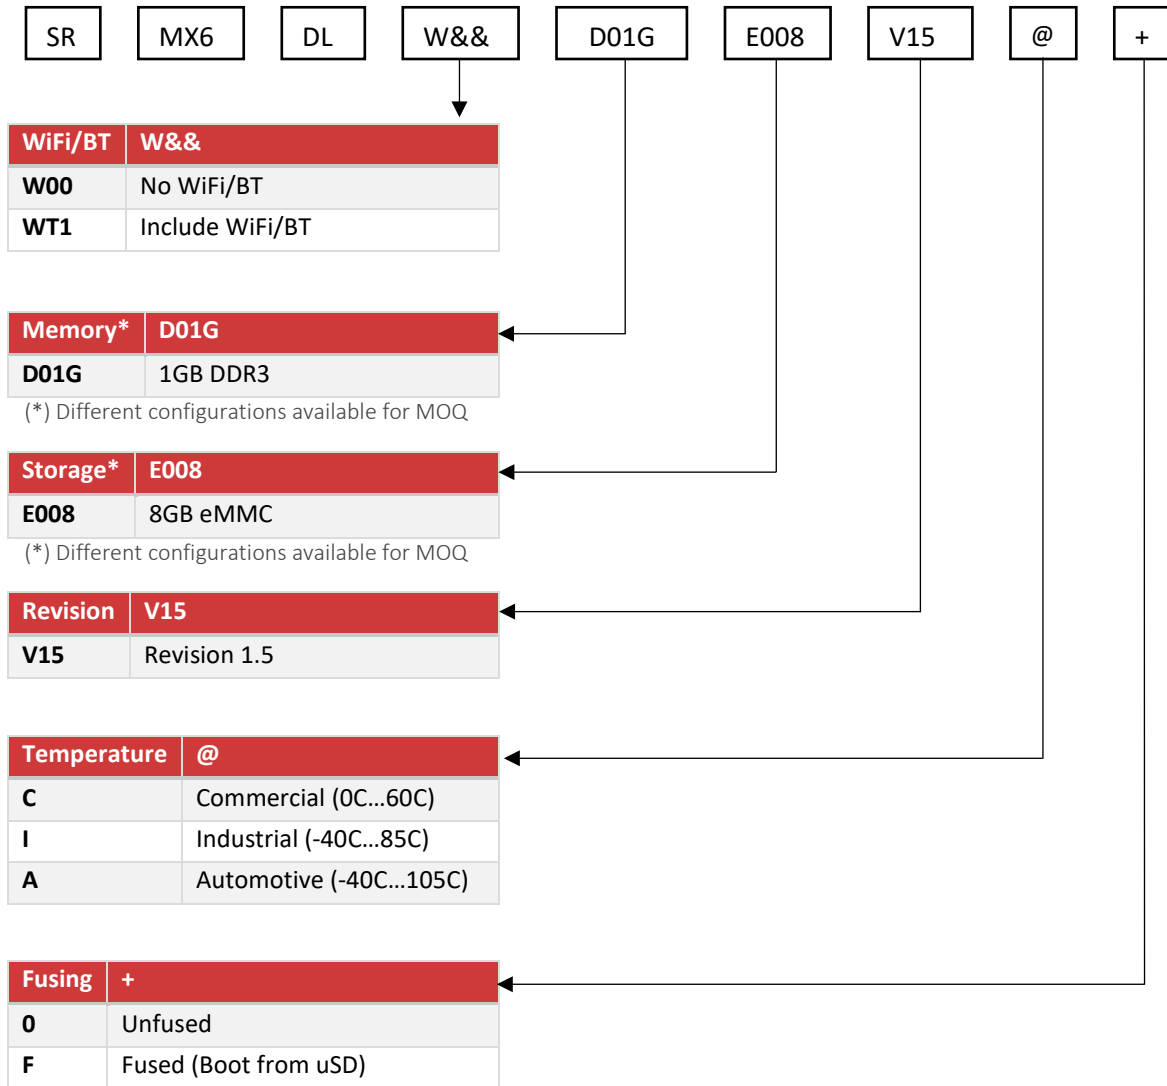 SR MX6 DL W&& D01G E008 V15 @ +
WiFi/BT W&&
W00 No WiFi/BT
WT1 Include WiFi/BT
Memory* D01G
D01G 1GB DDR3
(*) Different configurations available for MOQ
Storage* E008
E008 8GB eMMC
(*) Different configurations available for MOQ
Revision V15
V15 Revision 1.5
Temperature @
C Commercial (0C…60C)
I Industrial (-40C…85C)
A Automotive (-40C…105C)
Fusing +
0 Unfused
F Fused (Boot from uSD)